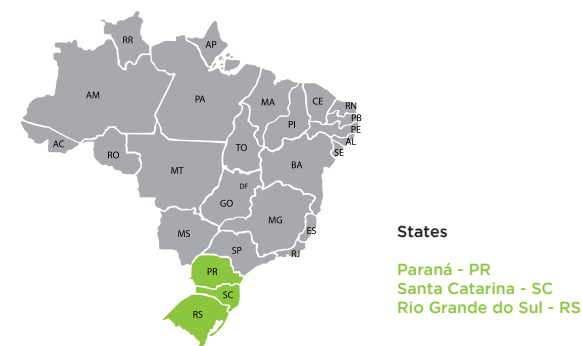 RR
AP
AM
PA
MA
CE
RN
PB
PE
AL
SE
PI
AC
RO
TO
BA
MT
DF
GO
MG
ES
MS
SP
RJ
PR
SC
RS
States
Paraná - PR
Santa Catarina - SC
Rio Grande do Sul - RS